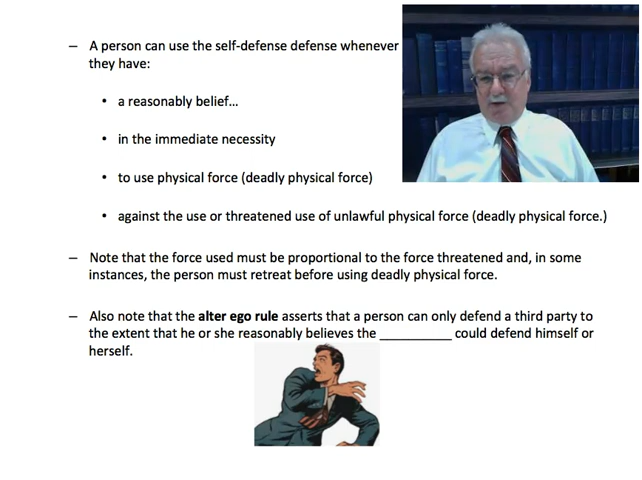 – A person can use the self-defense defense whenever
they have:
• a reasonably belief…
• in the immediate necessity
• to use physical force (deadly physical force)
• against the use or threatened use of unlawful physical force (deadly physical force.)
– Note that the force used must be proportional to the force threatened and, in some
instances, the person must retreat before using deadly physical force.
– Also note that the alter ego rule asserts that a person can only defend a third party to
the extent that he or she reasonably believes the __________ could defend himself or
herself.